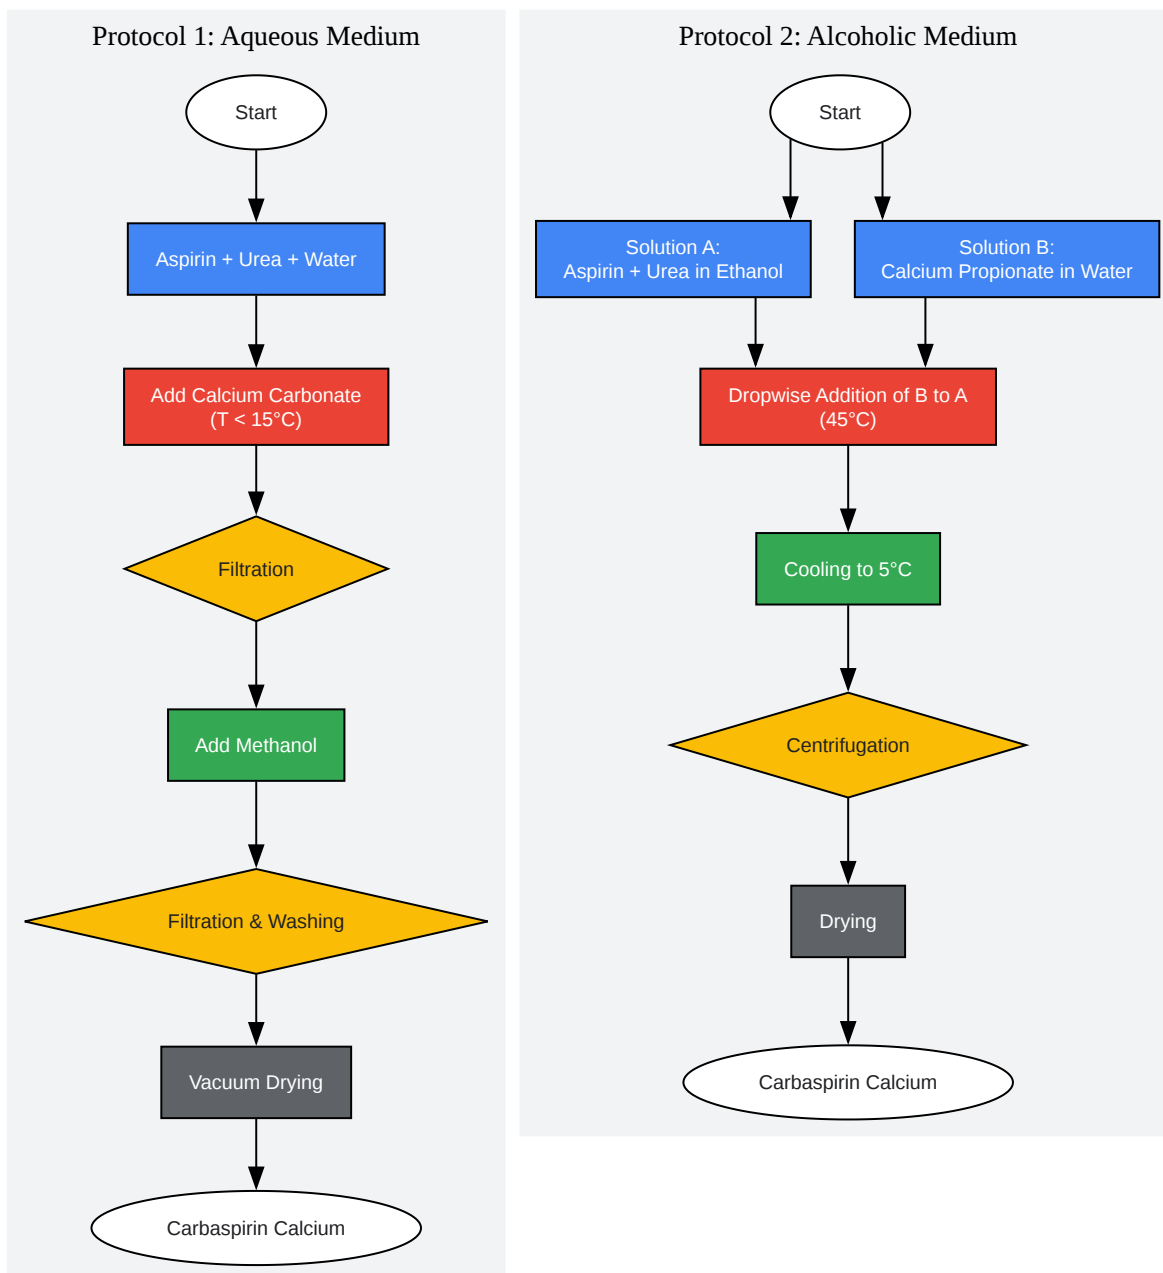 Protocol 1: Aqueous Medium
Start
Aspirin + Urea + Water
Add Calcium Carbonate
(T < 15°C)
Filtration
Add Methanol
Filtration & Washing
Vacuum Drying
Carbaspirin Calcium
Protocol 2: Alcoholic Medium
Start
Solution A:
Aspirin + Urea in Ethanol
Solution B:
Calcium Propionate in Water
Dropwise Addition of B to A
(45°C)
Cooling to 5°C
Centrifugation
Drying
Carbaspirin Calcium